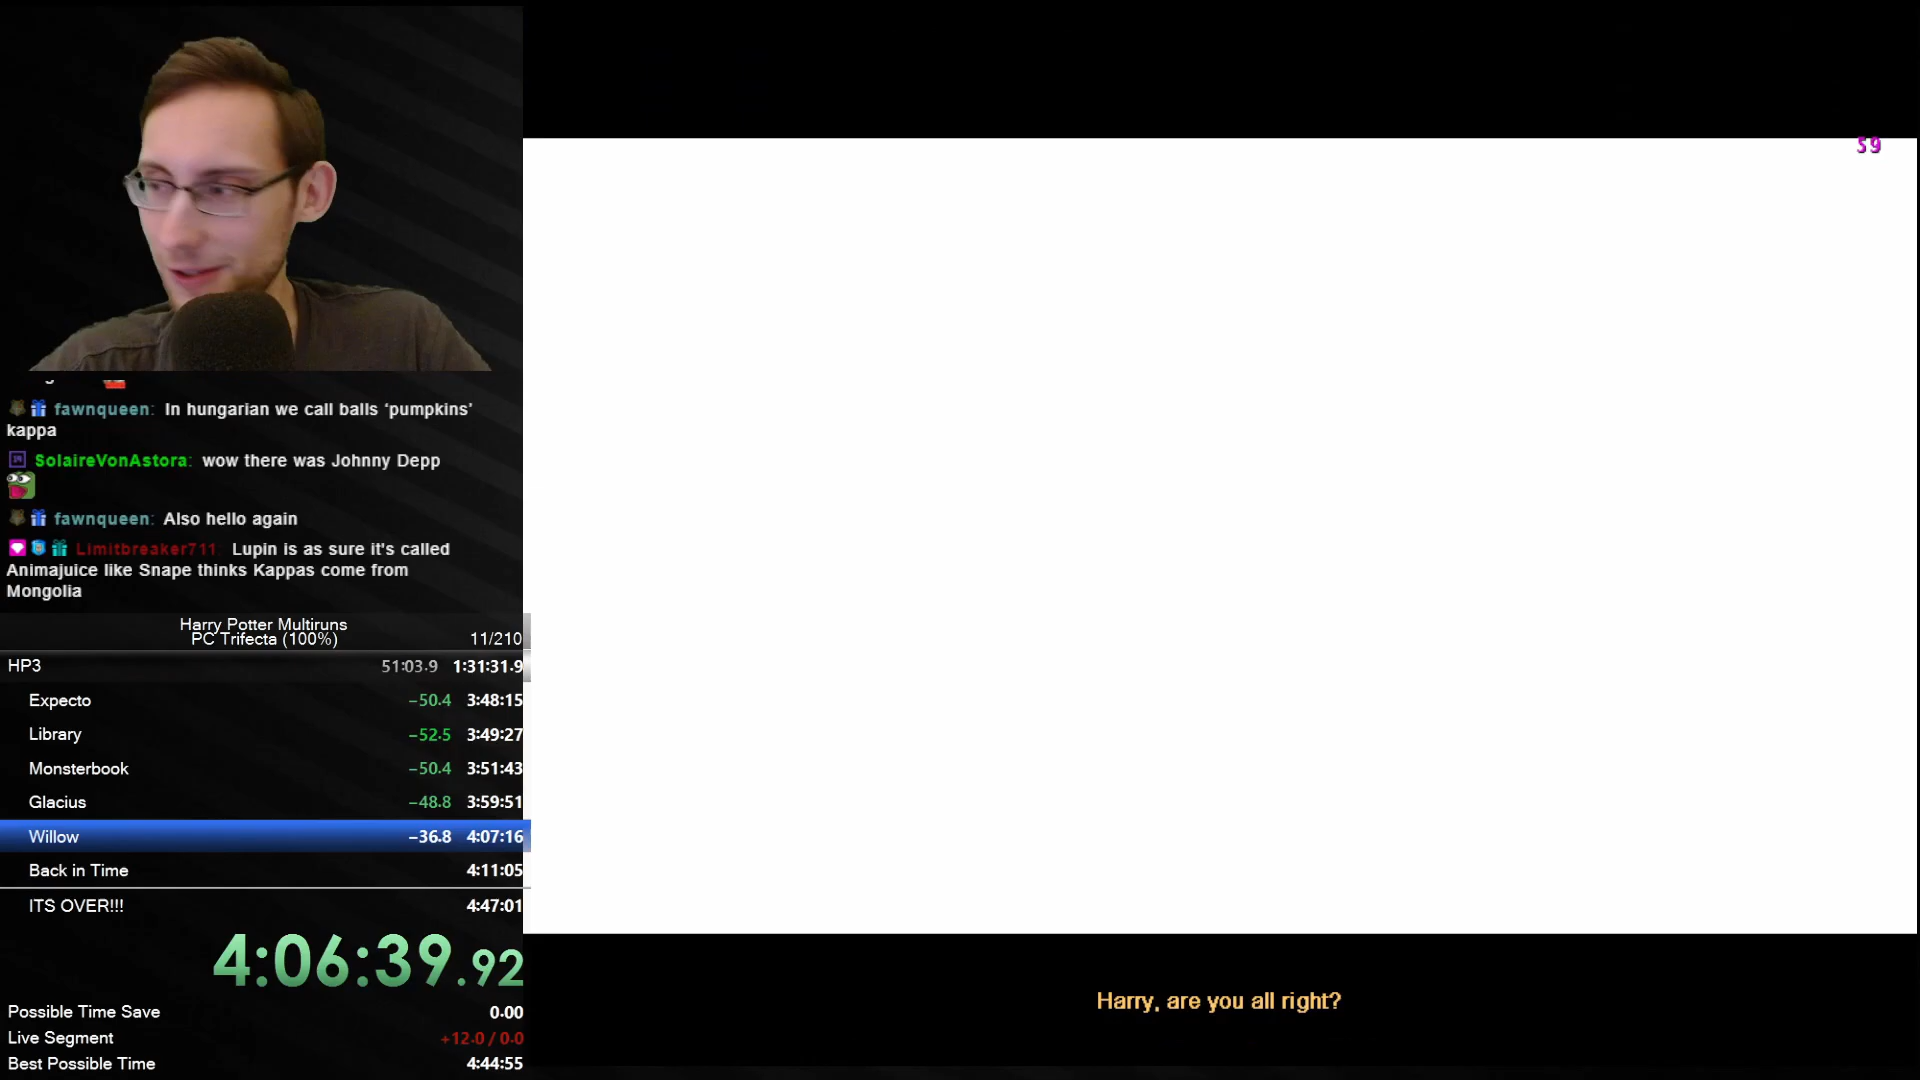 59
fawnqueen: In hungarian we call balls ‘pumpkins’
kappa
SolaireVonAstora: wow there was Johnny Depp
fawnqueen: Also hello again
Limitbreaker711: Lupin is as sure it's called
Animajuice like Snape thinks Kappas come from
Mongolia
Harry Potter Multiruns
PC Trifecta (100%) 11/210
HP3 51:03.9 1:31:31.9
Expecto −50.4 3:48:15
Library −52.5 3:49:27
Monsterbook −50.4 3:51:43
Glacius −48.8 3:59:51
Willow −36.8 4:07:16
Back in Time 4:11:05
ITS OVER!!! 4:47:01
4:06:39.92
Possible Time Save 0.00
Live Segment +12.0 / 0.0
Best Possible Time 4:44:55
Harry, are you all right?